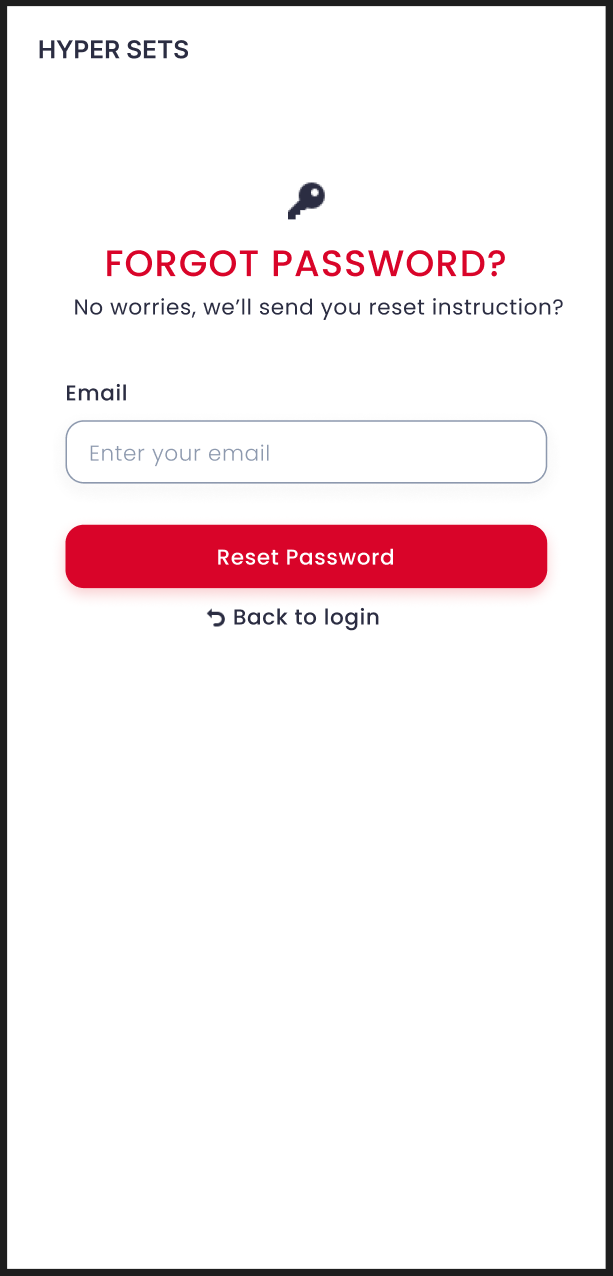 HYPER SETS
FORGOT PASSWORD?
No worries, we’ll send you reset instruction?
Email
Enter your email
Reset Password
Back to login